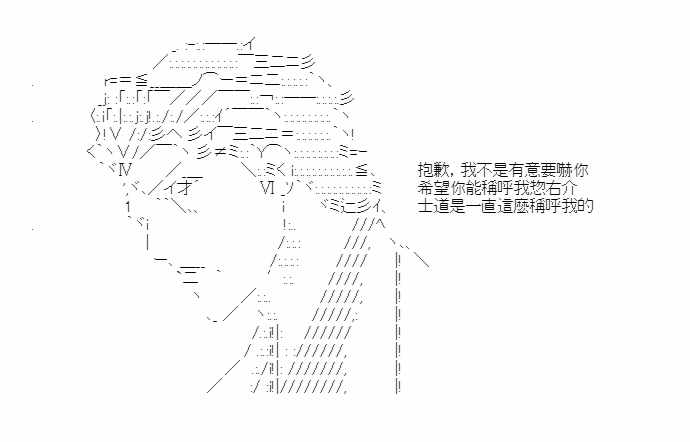 抱歉，我不是有意要嚇你
希望你能稱呼我惣右介
士道是一直這麼稱呼我的